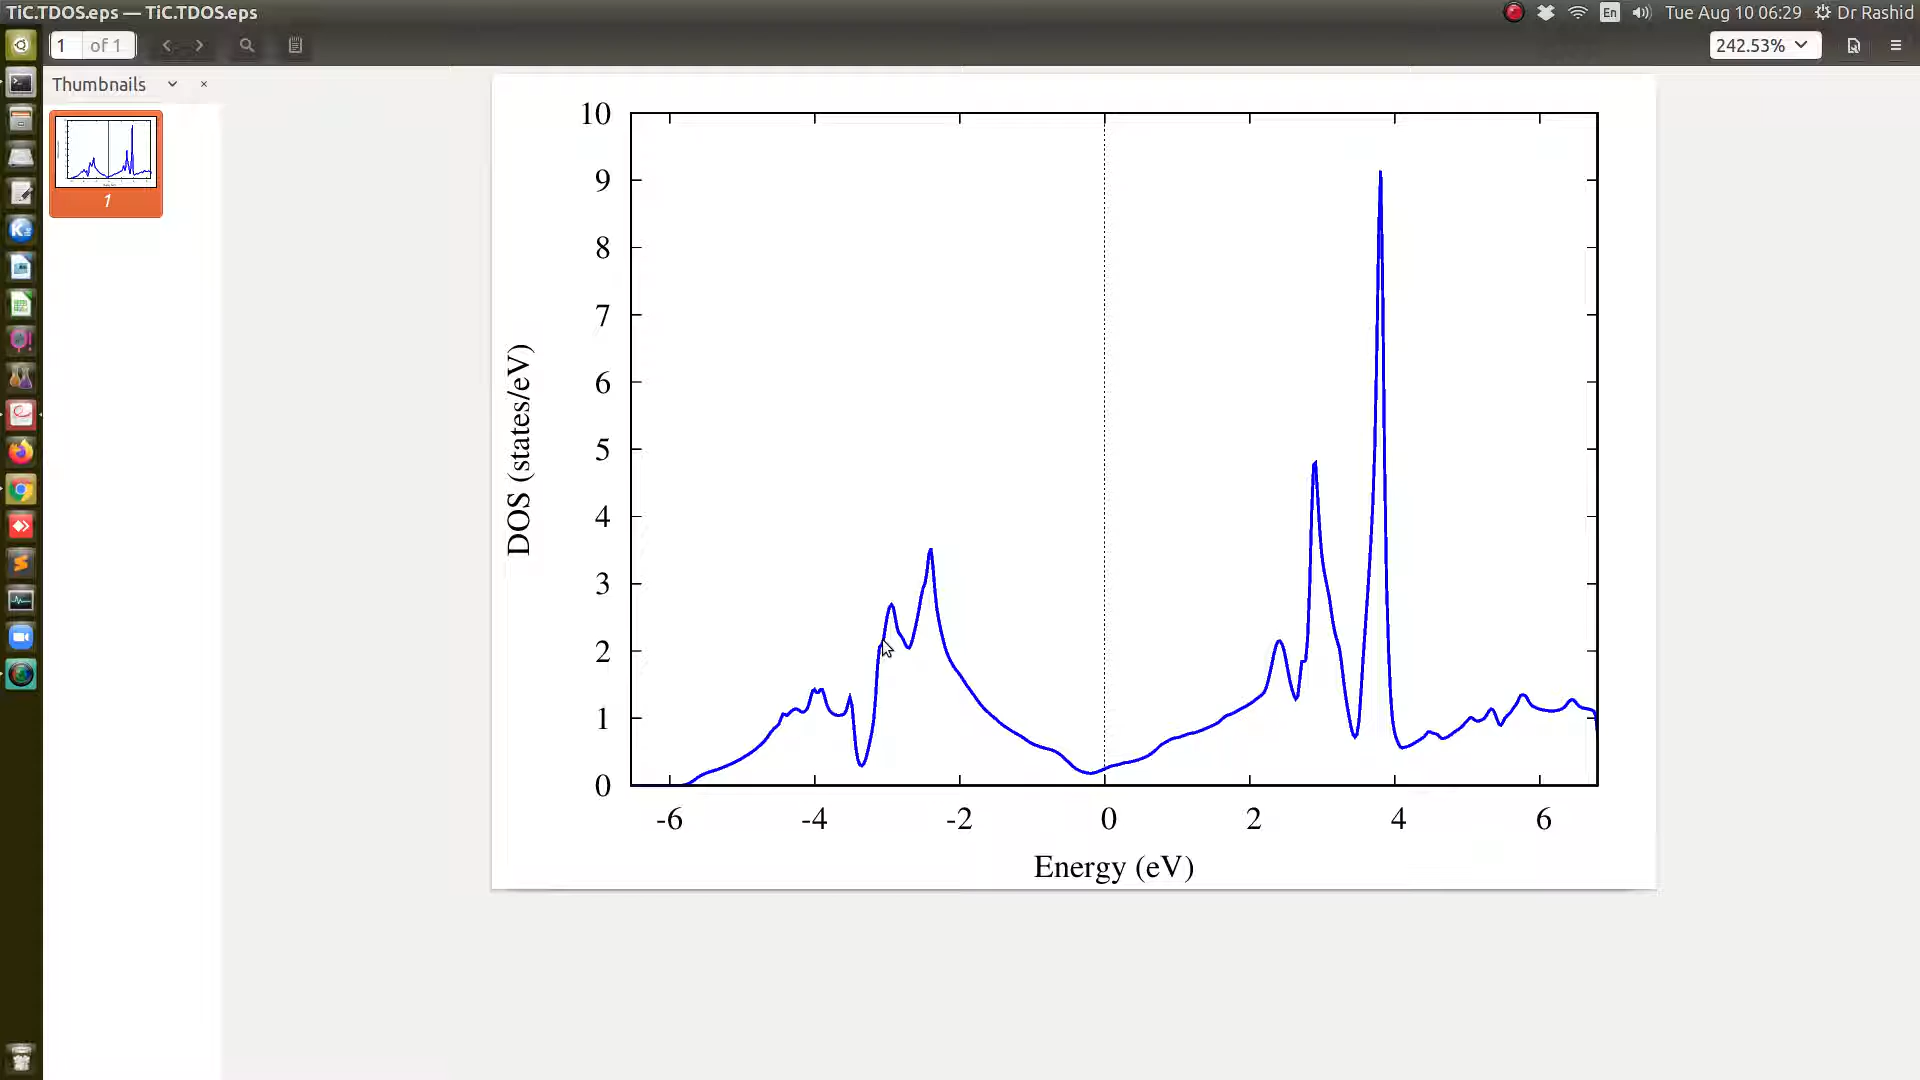 TiC.TDOS.eps — TiC.TDOS.eps
En
Tue Aug 10 06:29
Dr Rashid
1 of 1
242.53%
Thumbnails
1
10
9
8
7
6
5
4
3
2
1
0
DOS (states/eV)
-6 -4 -2 0 2 4 6
Energy (eV)